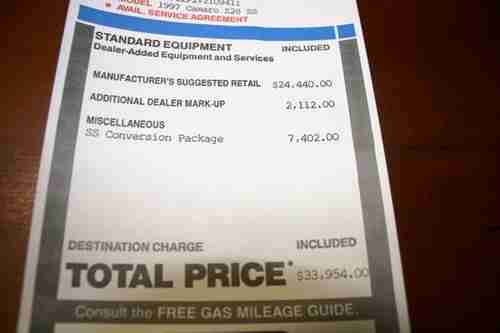 MODEL 1997 Camaro Z28 SS
* AVAIL. SERVICE AGREEMENT
STANDARD EQUIPMENT INCLUDED
Dealer-Added Equipment and Services
MANUFACTURER'S SUGGESTED RETAIL $24,440.00
ADDITIONAL DEALER MARK-UP 2,112.00
MISCELLANEOUS
SS Conversion Package 7,402.00
DESTINATION CHARGE INCLUDED
TOTAL PRICE* $33,954.00
Consult the FREE GAS MILEAGE GUIDE.